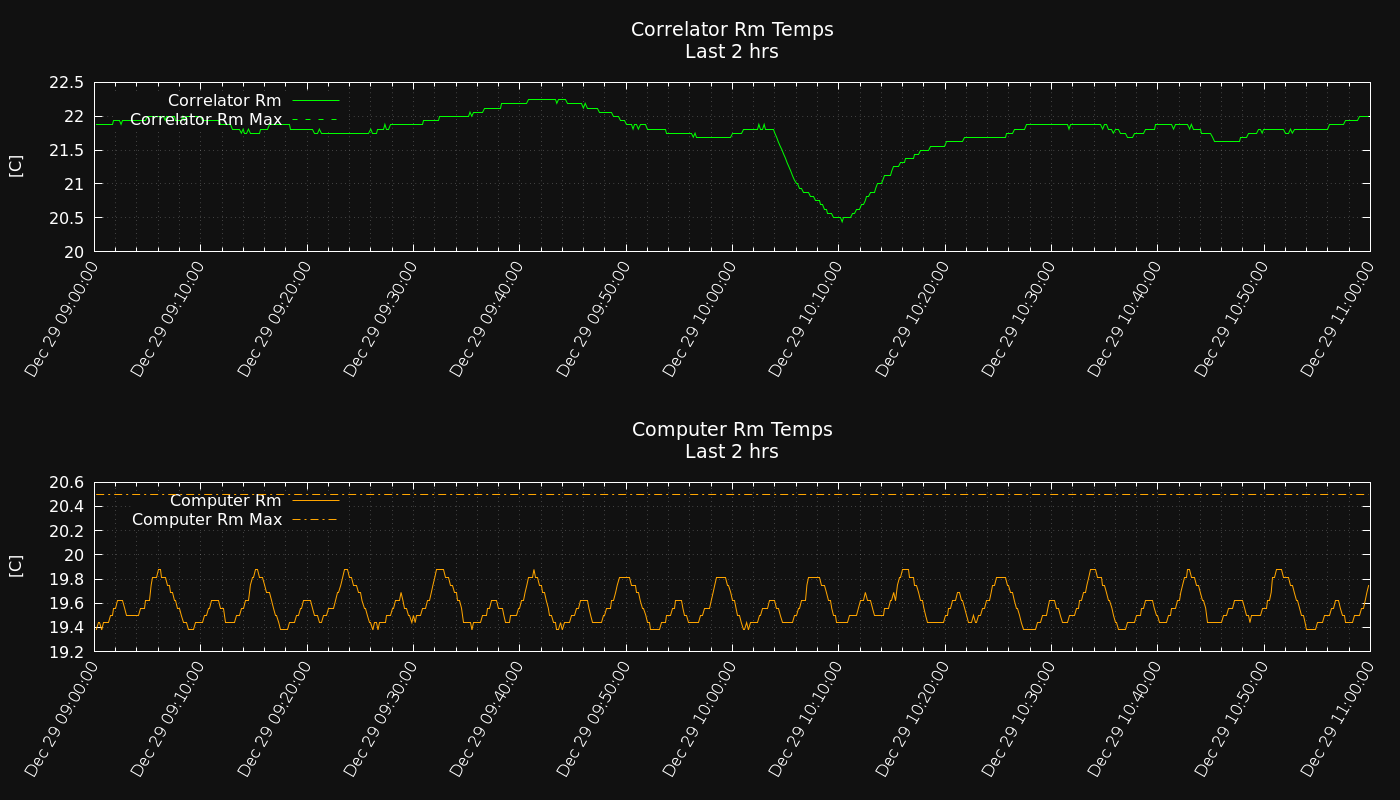 Correlator Rm Temps
Last 2 hrs
[C]
22.5
22
21.5
21
20.5
20
Correlator Rm
Correlator Rm Max
Dec 29 09:00:00
Dec 29 09:10:00
Dec 29 09:20:00
Dec 29 09:30:00
Dec 29 09:40:00
Dec 29 09:50:00
Dec 29 10:00:00
Dec 29 10:10:00
Dec 29 10:20:00
Dec 29 10:30:00
Dec 29 10:40:00
Dec 29 10:50:00
Dec 29 11:00:00
Computer Rm Temps
Last 2 hrs
[C]
20.6
20.4
20.2
20
19.8
19.6
19.4
19.2
Computer Rm
Computer Rm Max
Dec 29 09:00:00
Dec 29 09:10:00
Dec 29 09:20:00
Dec 29 09:30:00
Dec 29 09:40:00
Dec 29 09:50:00
Dec 29 10:00:00
Dec 29 10:10:00
Dec 29 10:20:00
Dec 29 10:30:00
Dec 29 10:40:00
Dec 29 10:50:00
Dec 29 11:00:00